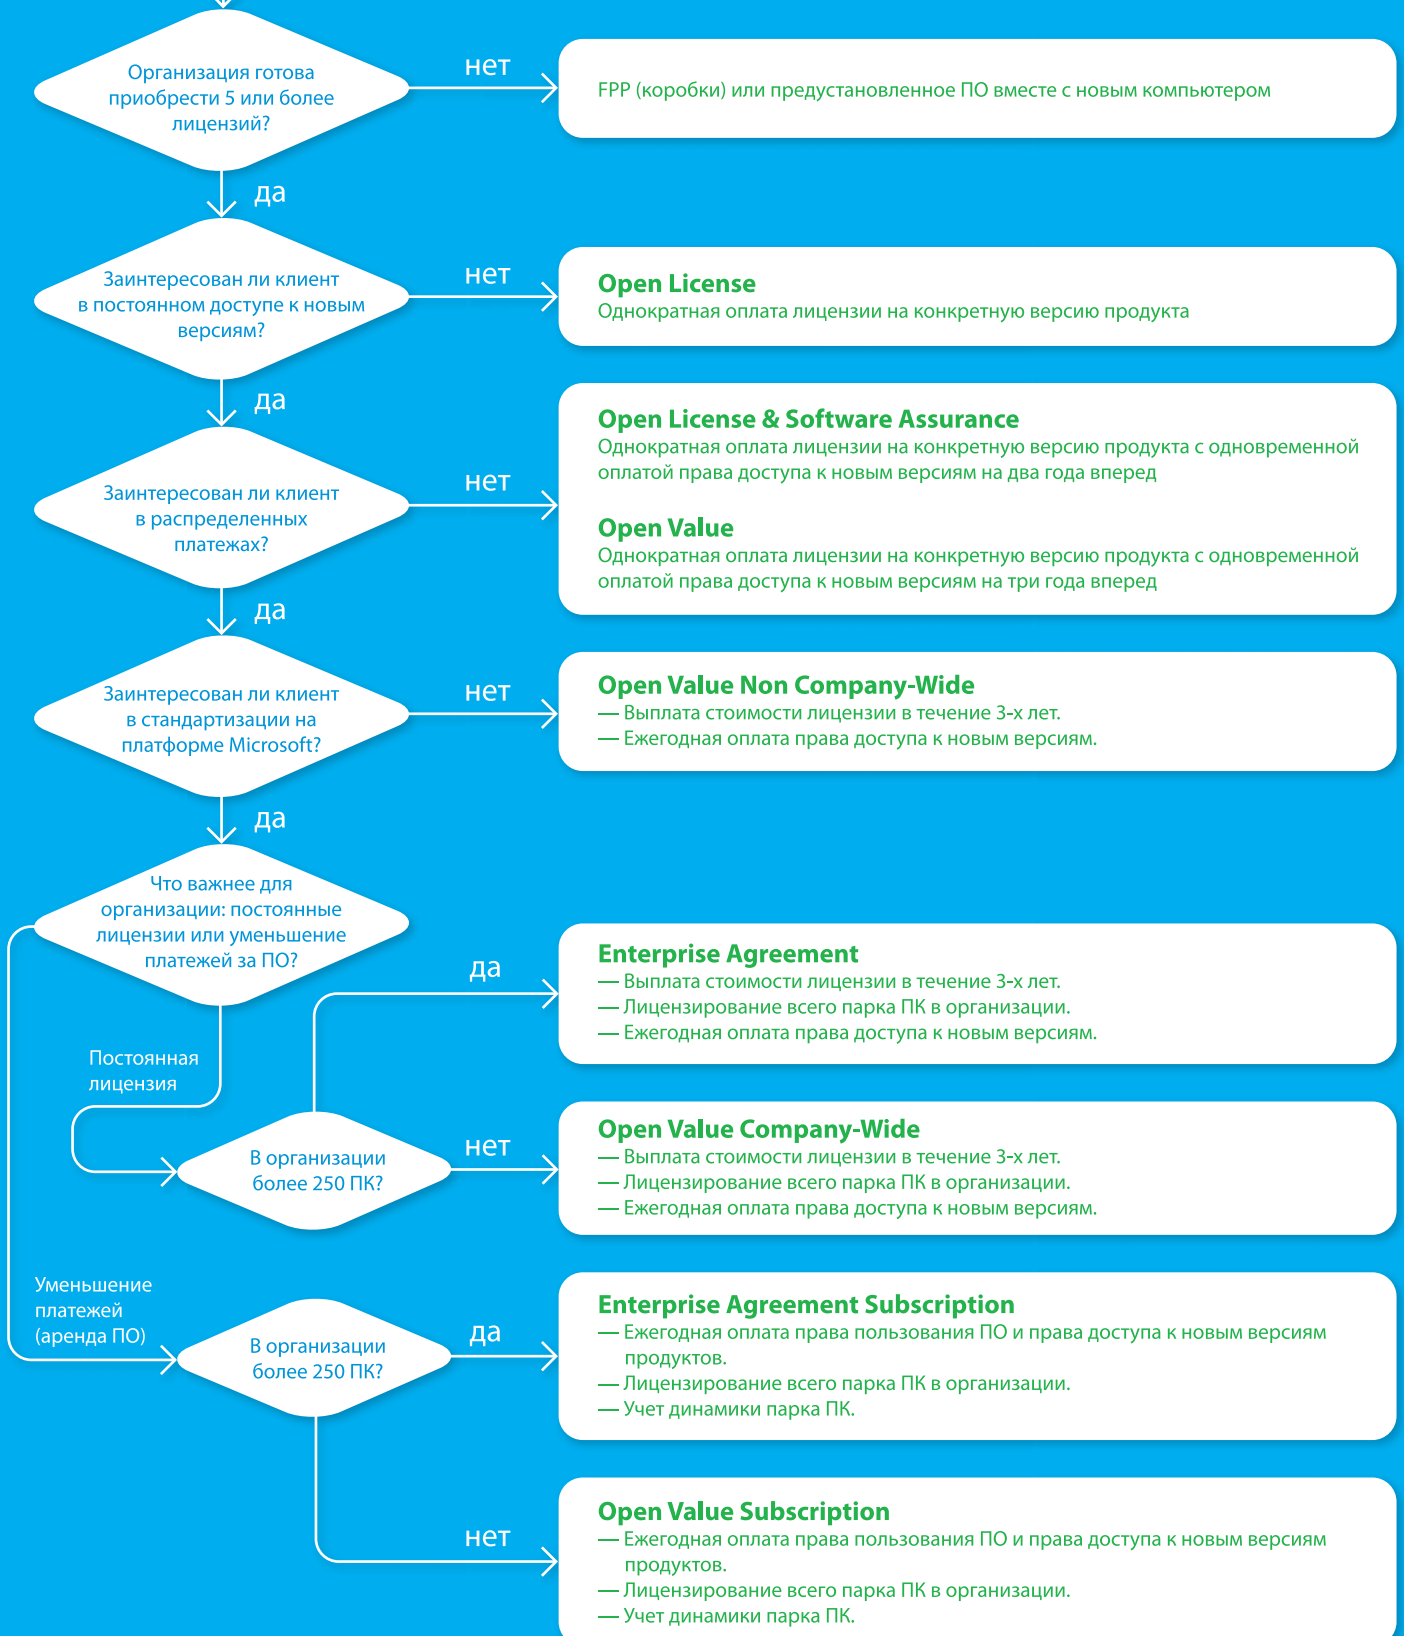 Организация готова
приобрести 5 или более
лицензий?
нет
FPP (коробки) или предустановленное ПО вместе с новым компьютером
да
Заинтересован ли клиент
в постоянном доступе к новым
версиям?
нет
Open License
Однократная оплата лицензии на конкретную версию продукта
да
Заинтересован ли клиент
в распределенных
платежах?
нет
Open License & Software Assurance
Однократная оплата лицензии на конкретную версию продукта с одновременной
оплатой права доступа к новым версиям на два года вперед
Open Value
Однократная оплата лицензии на конкретную версию продукта с одновременной
оплатой права доступа к новым версиям на три года вперед
да
Заинтересован ли клиент
в стандартизации на
платформе Microsoft?
нет
Open Value Non Company-Wide
— Выплата стоимости лицензии в течение 3-х лет.
— Ежегодная оплата права доступа к новым версиям.
да
Что важнее для
организации: постоянные
лицензии или уменьшение
платежей за ПО?
да
Enterprise Agreement
— Выплата стоимости лицензии в течение 3-х лет.
— Лицензирование всего парка ПК в организации.
— Ежегодная оплата права доступа к новым версиям.
Постоянная
лицензия
В организации
более 250 ПК?
нет
Open Value Company-Wide
— Выплата стоимости лицензии в течение 3-х лет.
— Лицензирование всего парка ПК в организации.
— Ежегодная оплата права доступа к новым версиям.
Уменьшение
платежей
(аренда ПО)
В организации
более 250 ПК?
да
Enterprise Agreement Subscription
— Ежегодная оплата права пользования ПО и права доступа к новым версиям
продуктов.
— Лицензирование всего парка ПК в организации.
— Учет динамики парка ПК.
нет
Open Value Subscription
— Ежегодная оплата права пользования ПО и права доступа к новым версиям
продуктов.
— Лицензирование всего парка ПК в организации.
— Учет динамики парка ПК.